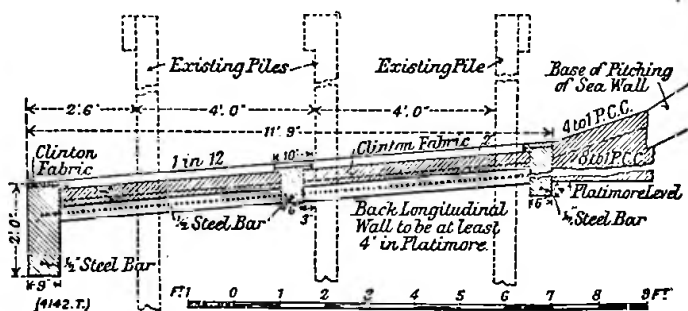 Existing Piles
Existing Pile
Base of Pitching
of Sea Wall
2'.6"
4'.0"
4'.0"
11'.9"
4 to 1 P.C.C.
Clinton
Fabric
1 in 12
10"
Clinton Fabric
8 to 1 P.C.C.
Platimore Level
2'.0"
½" Steel Bar
6"
3"
Back Longitudinal
Wall to be at least
4" in Platimore.
6"
Steel Bar
½" Steel Bar
9"
(4142.T.)
Ft 1 0 1 2 3 4 5 6 7 8 9 Ft